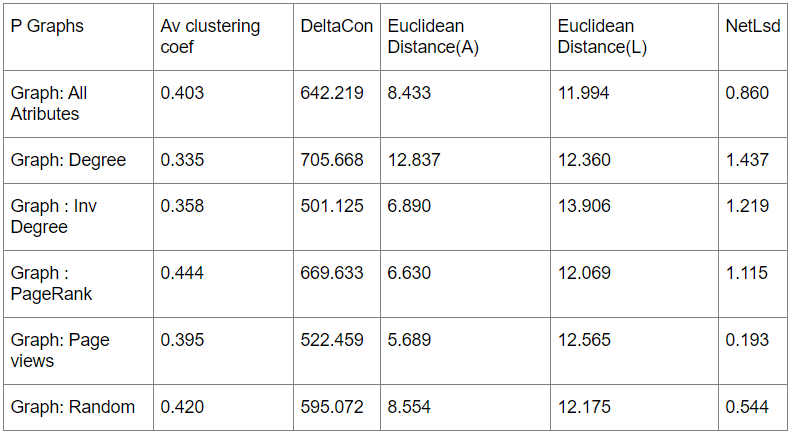 P Graphs Av clustering coef DeltaCon Euclidean Distance(A) Euclidean Distance(L) NetLsd
Graph: All Atributes 0.403 642.219 8.433 11.994 0.860
Graph: Degree 0.335 705.668 12.837 12.360 1.437
Graph : Inv Degree 0.358 501.125 6.890 13.906 1.219
Graph : PageRank 0.444 669.633 6.630 12.069 1.115
Graph: Page views 0.395 522.459 5.689 12.565 0.193
Graph: Random 0.420 595.072 8.554 12.175 0.544